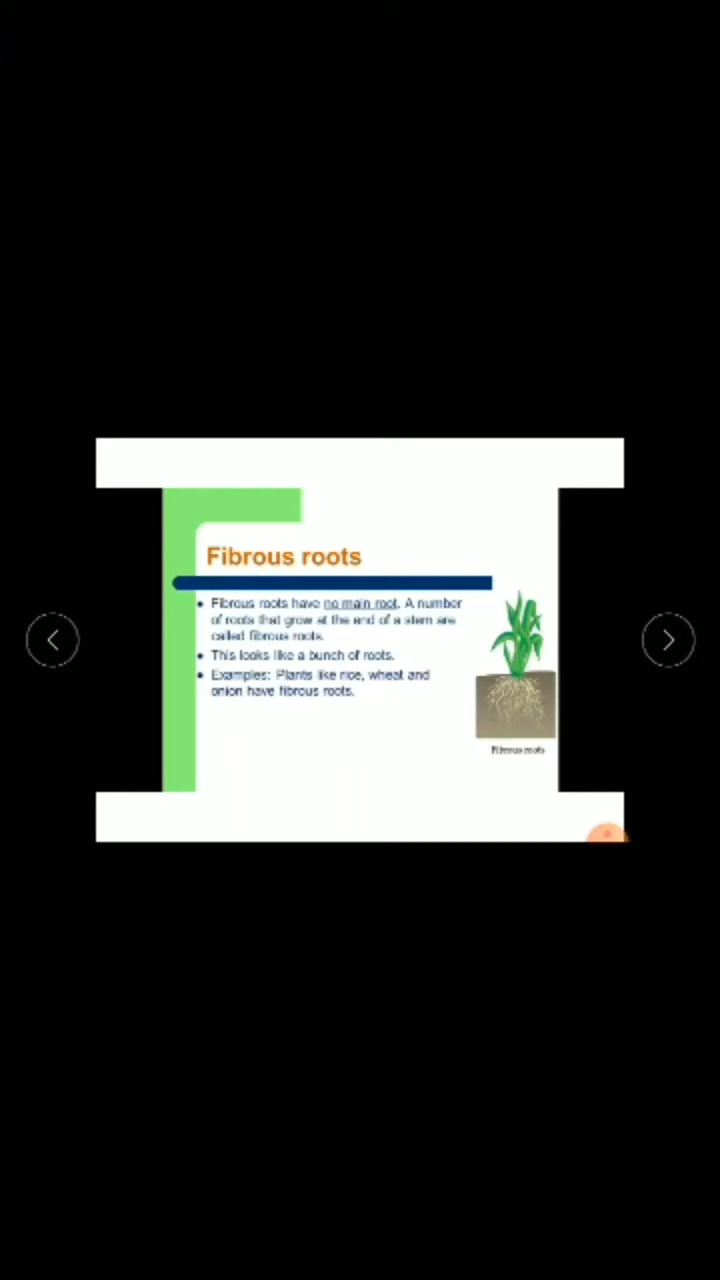 Fibrous roots
• Fibrous roots have no main root. A number
of roots that grow at the end of a stem are
called fibrous roots.
• This looks like a bunch of roots.
• Examples: Plants like rice, wheat and
onion have fibrous roots.
Fibrous roots